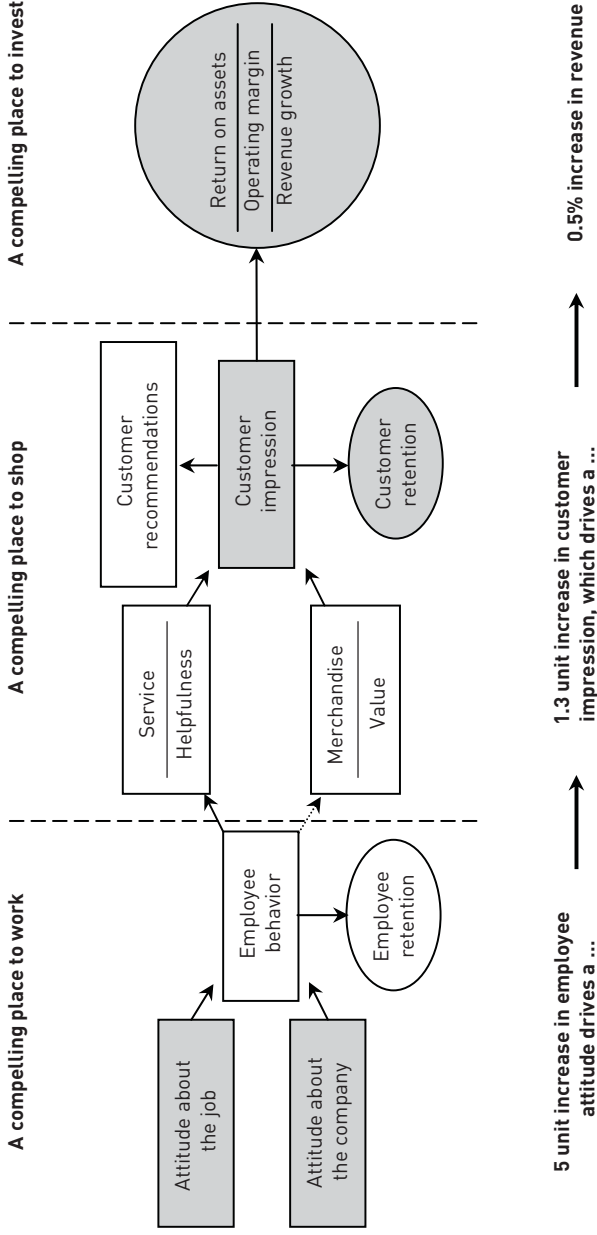 A compelling place to work
A compelling place to shop
A compelling place to invest
Attitude about
the job
Attitude about
the company
Employee
behavior
Employee
retention
Service
Helpfulness
Merchandise
Value
Customer
recommendations
Customer
impression
Customer
retention
Return on assets
Operating margin
Revenue growth
5 unit increase in employee
attitude drives a ...
1.3 unit increase in customer
impression, which drives a ...
0.5% increase in revenue